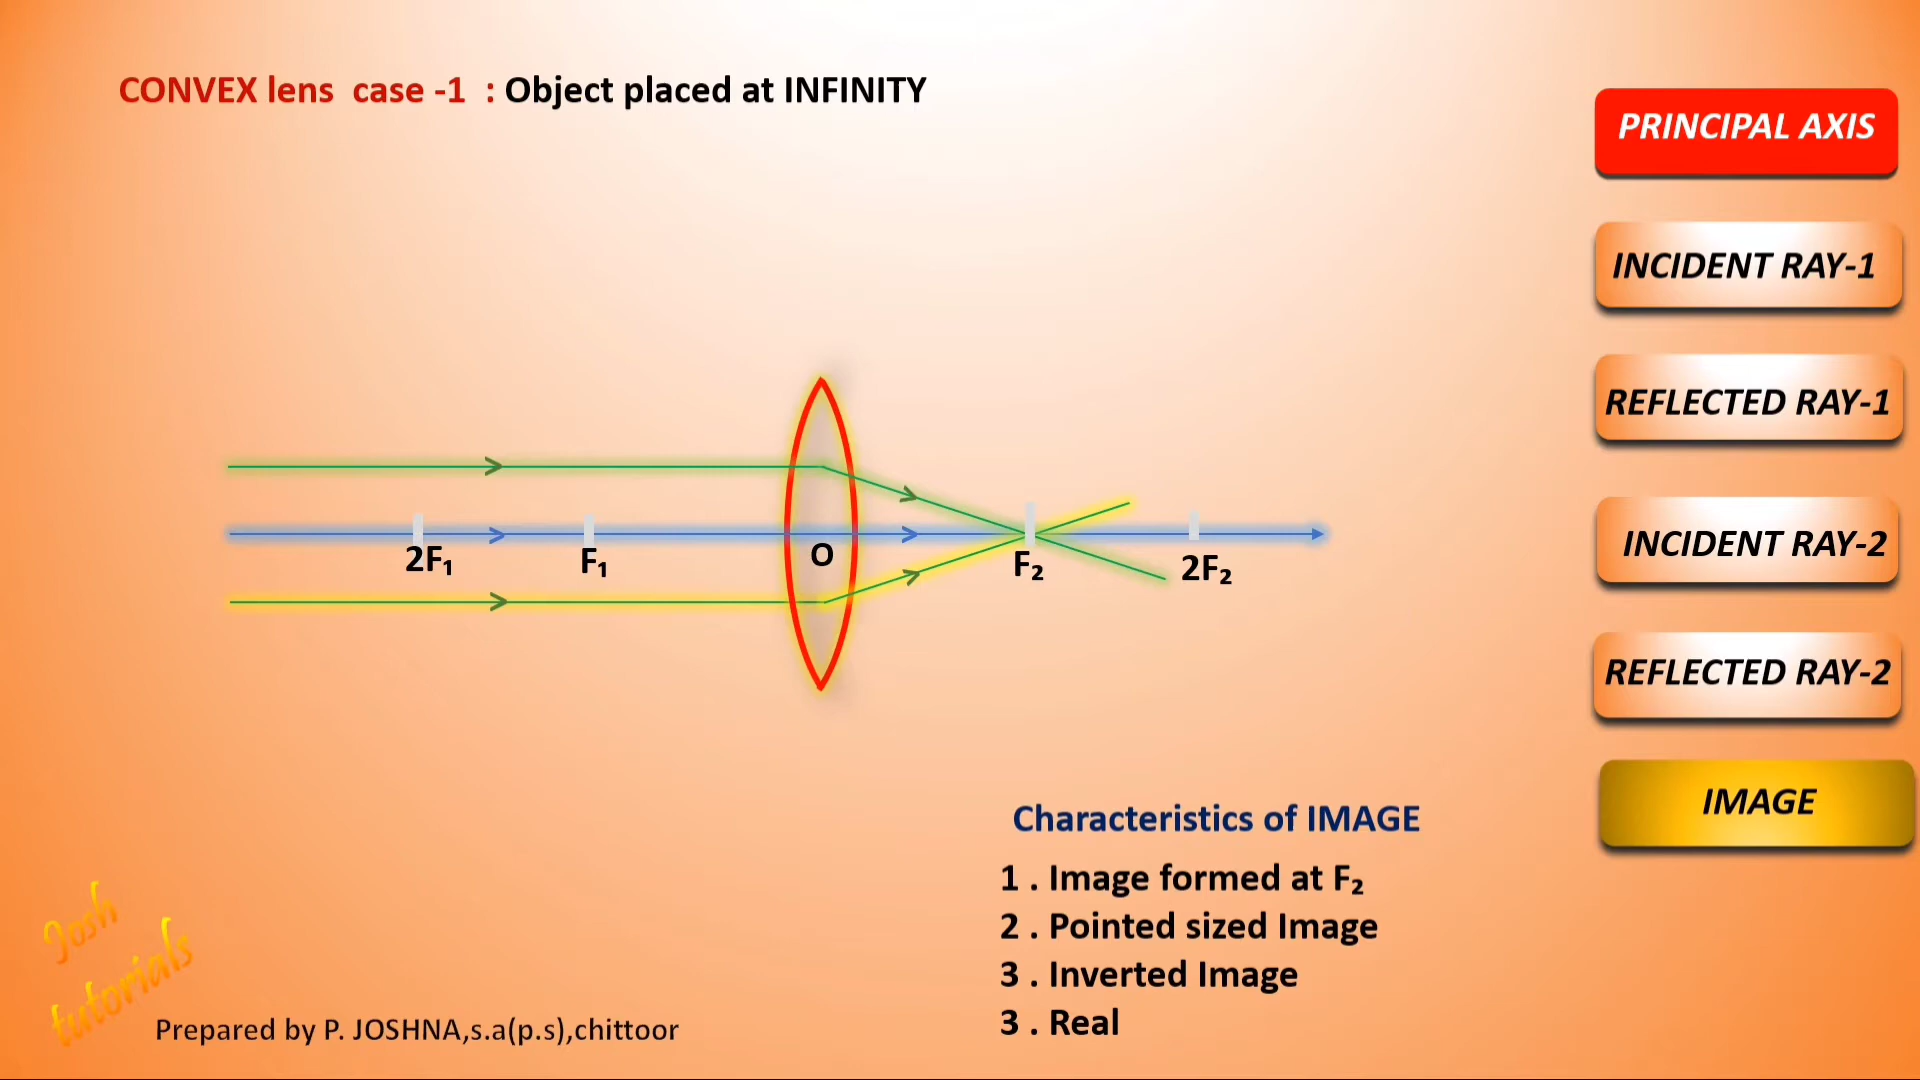 CONVEX lens case -1 : Object placed at INFINITY
PRINCIPAL AXIS
INCIDENT RAY-1
REFLECTED RAY-1
INCIDENT RAY-2
REFLECTED RAY-2
IMAGE
2F₁
F₁
O
F₂
2F₂
Characteristics of IMAGE
1 . Image formed at F₂
2 . Pointed sized Image
3 . Inverted Image
3 . Real
Josh
tutorials
Prepared by P. JOSHNA,s.a(p.s),chittoor